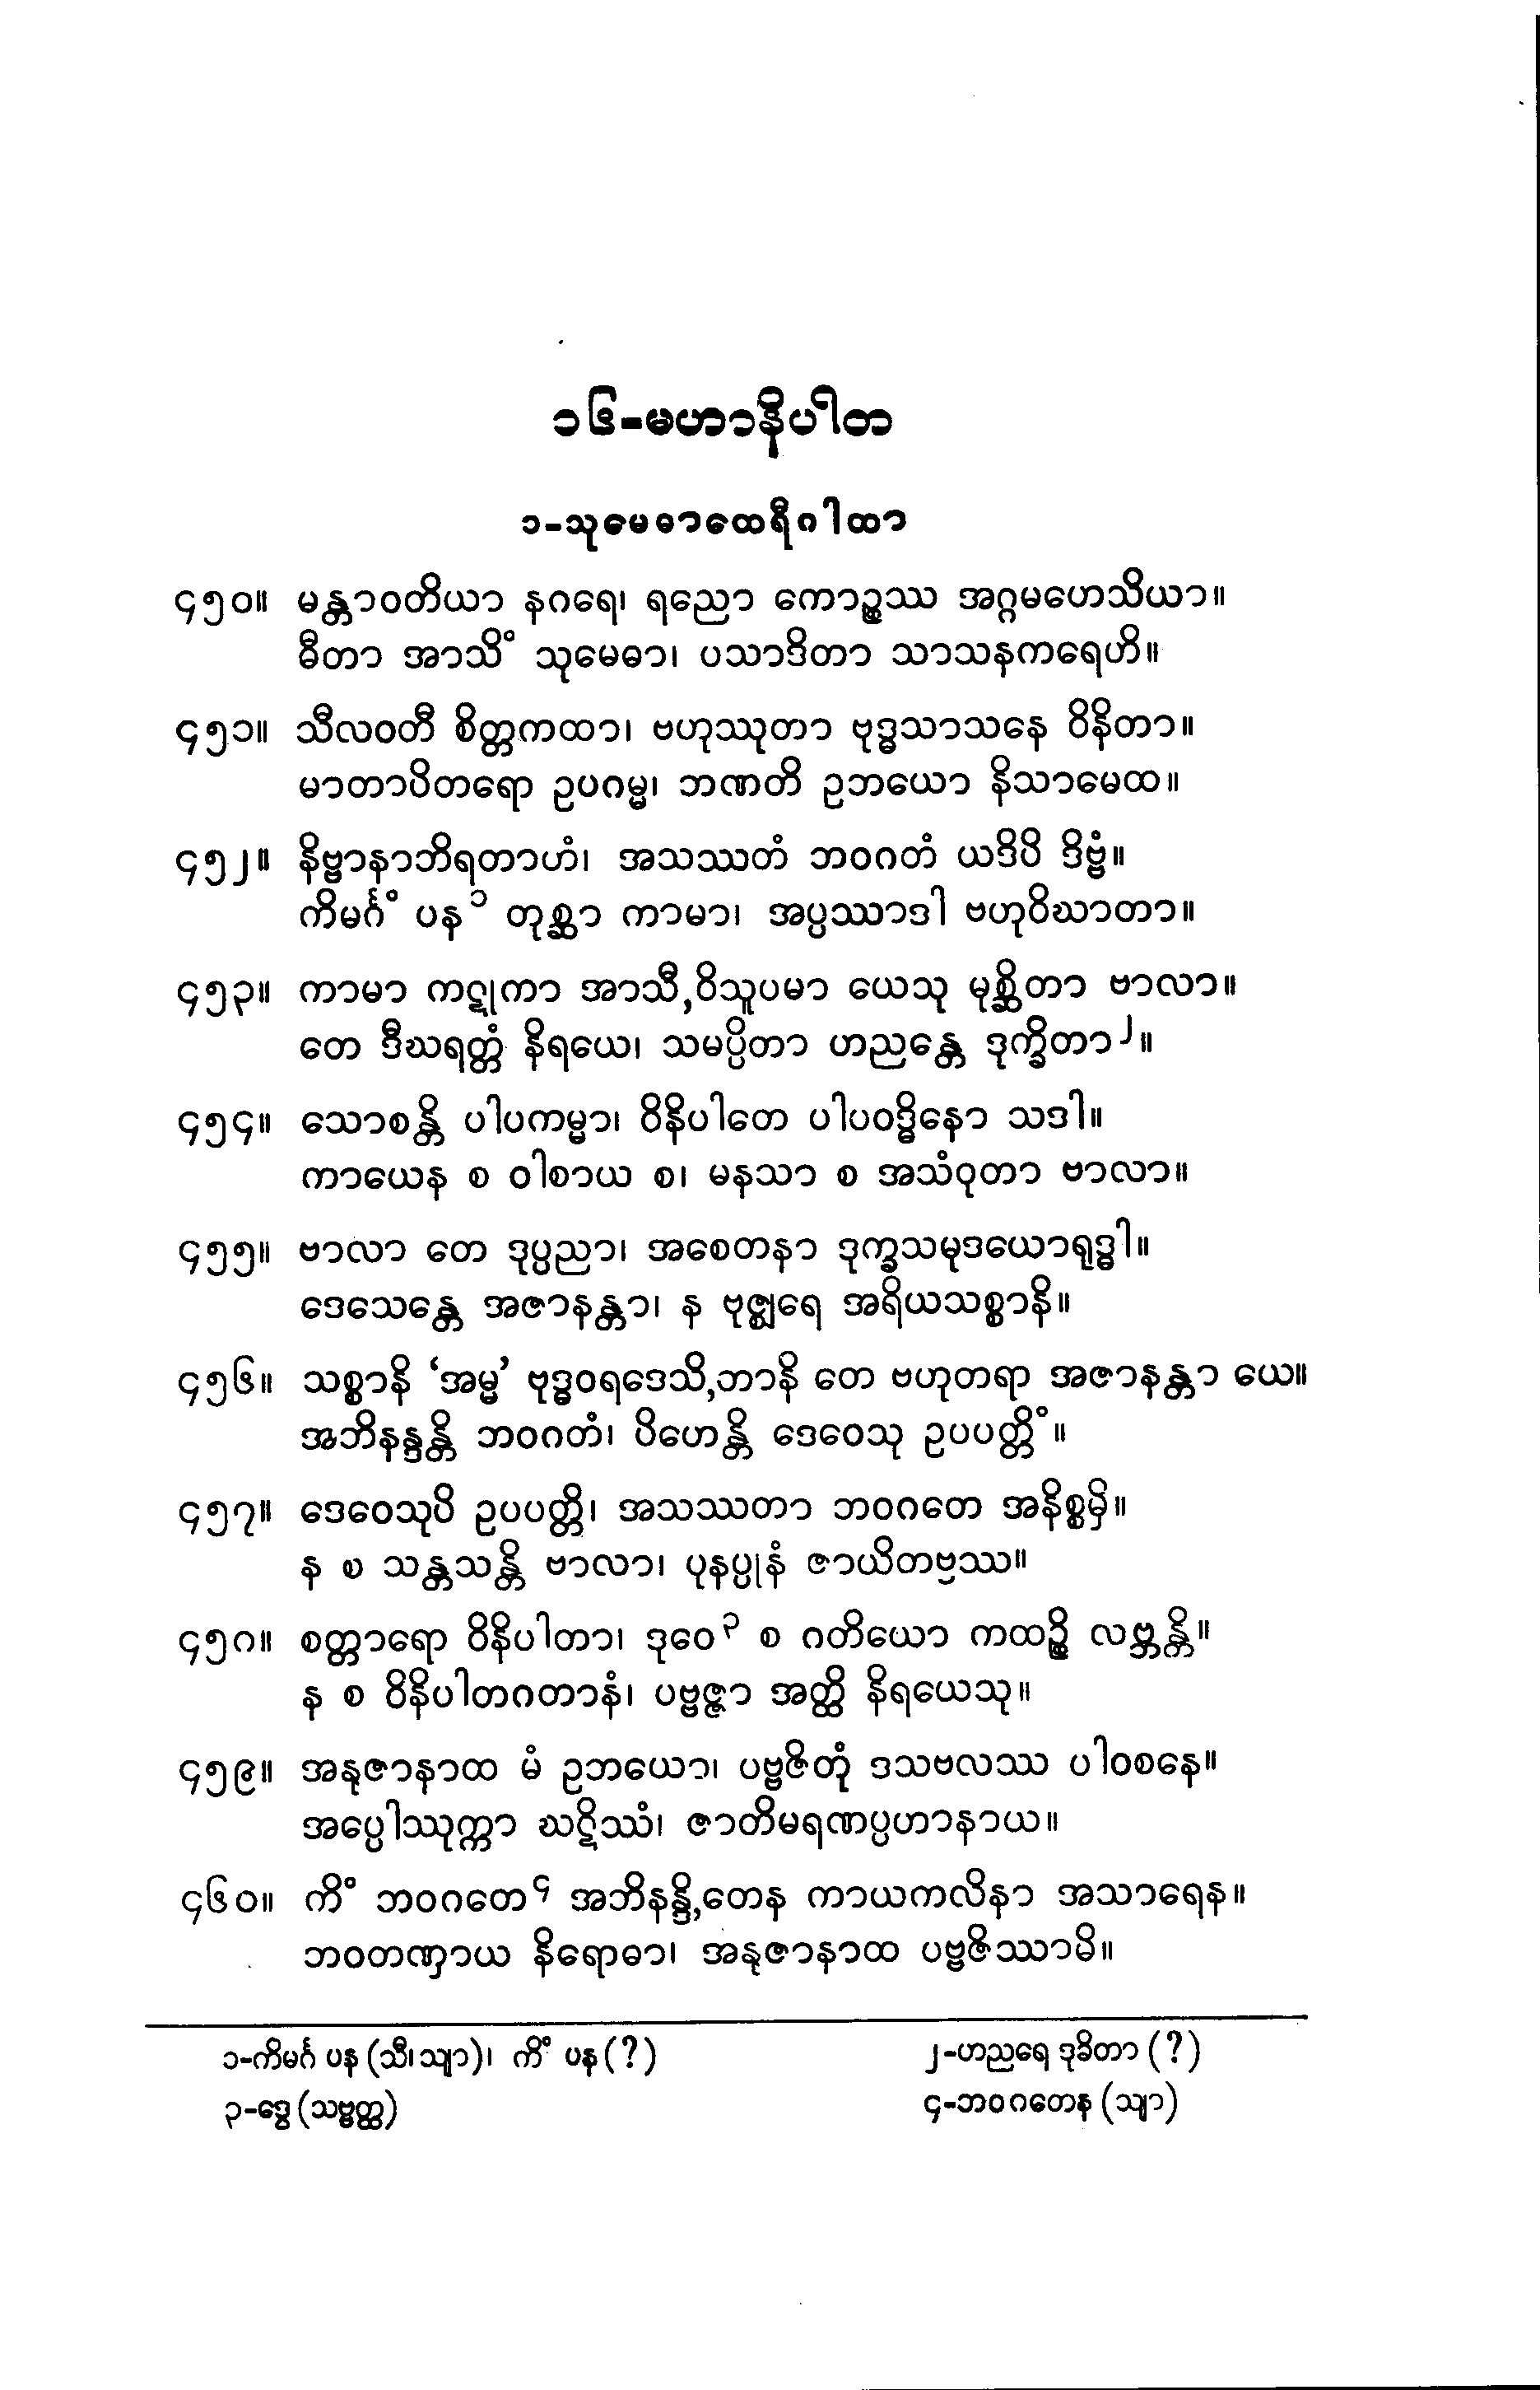 ၁၆-မဟာနိပါတ
၁-သုမေဓာထေရီဂါထာ
၄၅၀။ မန္တာဝတိယာ နဂရေ၊ ရညော ကောဉ္စဿ အဂ္ဂမဟေသိယာ။
ဓီတာ အာသိံ သုမေဓာ၊ ပသာဒိတာ သာသနကရေဟိ။
၄၅၁။ သီလဝတီ စိတ္တကထာ၊ ဗဟုဿုတာ ဗုဒ္ဓသာသနေ ဝိနိတာ။
မာတာပိတရော ဥပဂမ္မ၊ ဘဏတိ ဥဘယော နိသာမေထ။
၄၅၂။ နိဗ္ဗာနာဘိရတာဟံ၊ အသဿတံ ဘဝဂတံ ယဒိပိ ဒိဗ္ဗံ။
ကိမင်္ဂံ ပန ၁ တုစ္ဆာ ကာမာ၊ အပ္ပဿာဒါ ဗဟုဝိဃာတာ။
၄၅၃။ ကာမာ ကဋုကာ အာသီ,ဝိသူပမာ ယေသု မုစ္ဆိတာ ဗာလာ။
တေ ဒီဃရတ္တံ နိရယေ၊ သမပ္ပိတာ ဟညန္တေ ဒုက္ခိတာ၂။
၄၅၄။ သောစန္တိ ပါပကမ္မာ၊ ဝိနိပါတေ ပါပဝဒ္ဓိနော သဒါ။
ကာယေန စ ဝါစာယ စ၊ မနသာ စ အသံဝုတာ ဗာလာ။
၄၅၅။ ဗာလာ တေ ဒုပ္ပညာ၊ အစေတနာ ဒုက္ခသမုဒယောရုဒ္ဓါ။
ဒေသေန္တေ အဇာနန္တာ၊ န ဗုဇ္ဈရေ အရိယသစ္စာနိ။
၄၅၆။ သစ္စာနိ ‘အမ္မ’ ဗုဒ္ဓဝရဒေသိ,တာနိ တေ ဗဟုတရာ အဇာနန္တာ ယေ။
အဘိနန္ဒန္တိ ဘဝဂတံ၊ ပိဟေန္တိ ဒေဝေသု ဥပပတ္တိံ။
၄၅၇။ ဒေဝေသုပိ ဥပပတ္တိ၊ အသဿတာ ဘဝဂတေ အနိစ္စမှိ။
န စ သန္တသန္တိ ဗာလာ၊ ပုနပ္ပုနံ ဇာယိတဗ္ဗဿ။
၄၅၈။ စတ္တာရော ဝိနိပါတာ၊ ဒုဝေ ၃ စ ဂတိယော ကထဉ္စိ လဗ္ဘန္တိ။
န စ ဝိနိပါတဂတာနံ၊ ပဗ္ဗဇ္ဇာ အတ္ထိ နိရယေသု။
၄၅၉။ အနုဇာနာထ မံ ဥဘယော၊ ပဗ္ဗဇိတုံ ဒသဗလဿ ပါဝစနေ။
အပ္ပေါဿုက္ကာ ဃဋိဿံ၊ ဇာတိမရဏပ္ပဟာနာယ။
၄၆၀။ ကိံ ဘဝဂတေ ၄ အဘိနန္ဒိ,တေန ကာယကလိနာ အသာရေန။
ဘဝတဏှာယ နိရောဓာ၊ အနုဇာနာထ ပဗ္ဗဇိဿာမိ။
၁-ကိမင်္ဂ ပန (သီ၊ သျာ)၊ ကိံ ပန (?)
၂-ဟညရေ ဒုခိတာ (?)
၃-ဒွေ (သဗ္ဗတ္ထ)
၄-ဘဝဂတေန (သျာ)